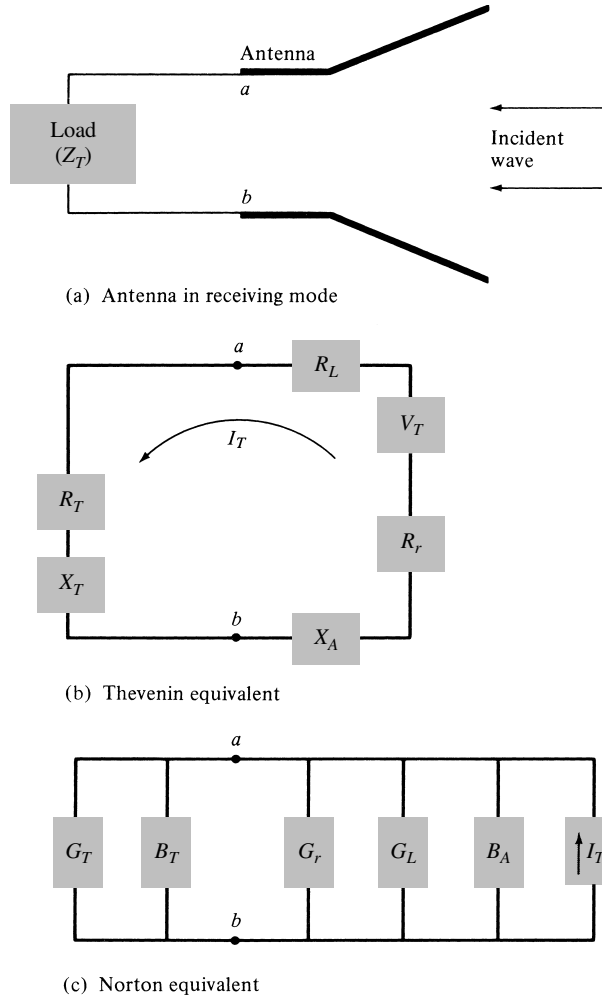 Antenna
a
Load
(Z_T)
Incident
wave
b
(a) Antenna in receiving mode
a
R_L
V_T
I_T
R_T
R_r
X_T
b
X_A
(b) Thevenin equivalent
a
G_T
B_T
G_r
G_L
B_A
I_T
b
(c) Norton equivalent